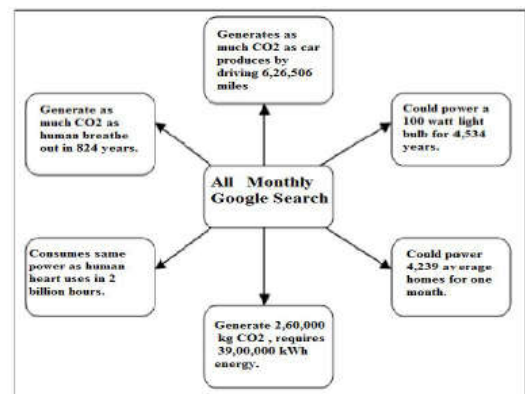 Generates as
much CO2 as car
produces by
driving 6,26,506
miles
Generate as
much CO2 as
human breathe
out in 824 years.
Could power a
100 watt light
bulb for 4,534
years.
All Monthly
Google Search
Consumes same
power as human
heart uses in 2
billion hours.
Could power
4,239 average
homes for one
month.
Generate 2,60,000
kg CO2 , requires
39,00,000 kWh
energy.